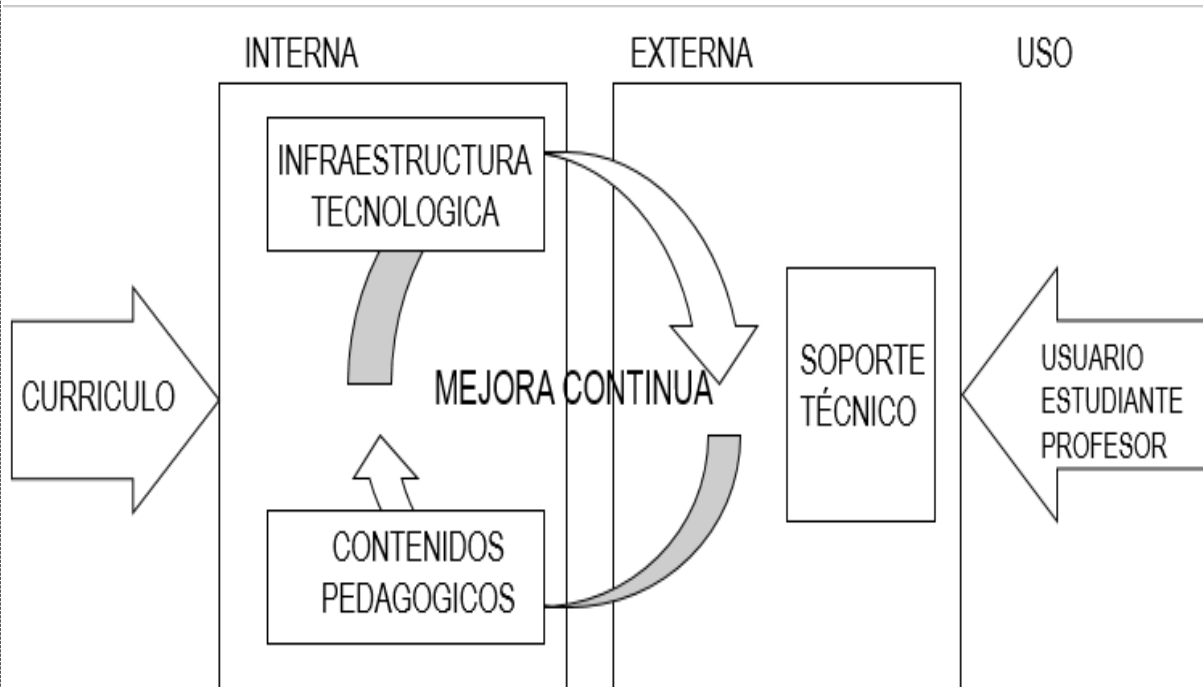 INTERNA
EXTERNA
USO
INFRAESTRUCTURA
TECNOLOGICA
CURRICULO
MEJORA CONTINUA
SOPORTE
TÉCNICO
USUARIO
ESTUDIANTE
PROFESOR
CONTENIDOS
PEDAGOGICOS